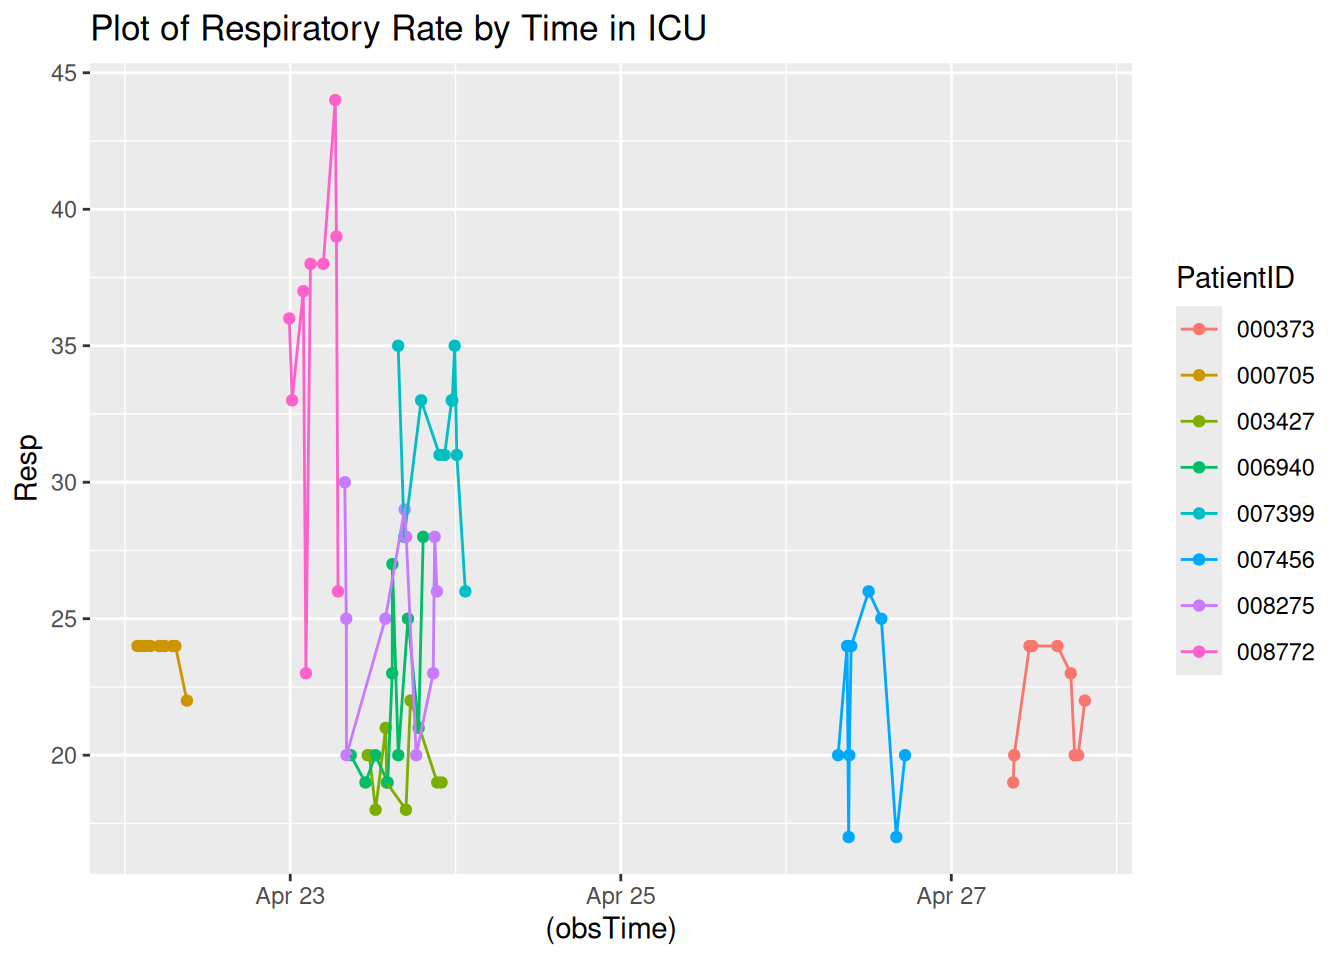 Plot of Respiratory Rate by Time in ICU
45
40
35
30
25
20
Resp
Apr 23
Apr 25
Apr 27
(obsTime)
PatientID
000373
000705
003427
006940
007399
007456
008275
008772